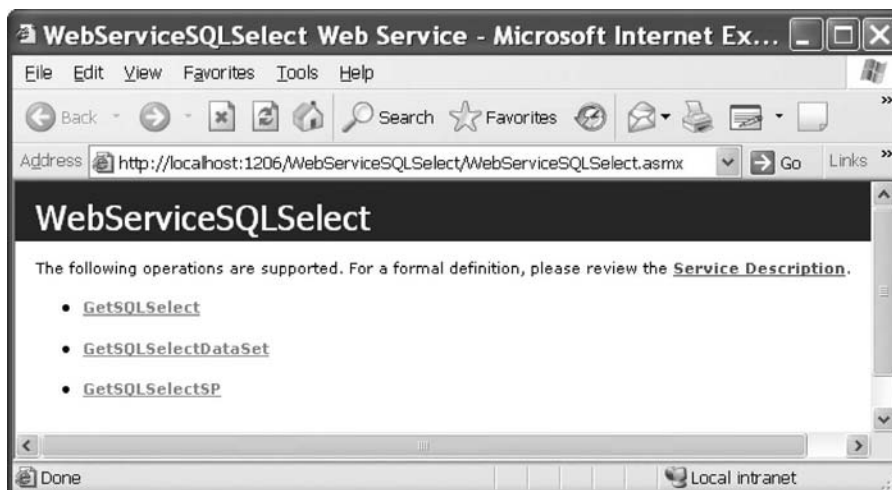 WebServiceSQLSelect Web Service - Microsoft Internet Ex...
File Edit View Favorites Tools Help
Back Search Favorites »
Address http://localhost:1206/WebServiceSQLSelect/WebServiceSQLSelect.asmx Go Links »
WebServiceSQLSelect
The following operations are supported. For a formal definition, please review the Service Description.
• GetSQLSelect
• GetSQLSelectDataSet
• GetSQLSelectSP
Done Local intranet